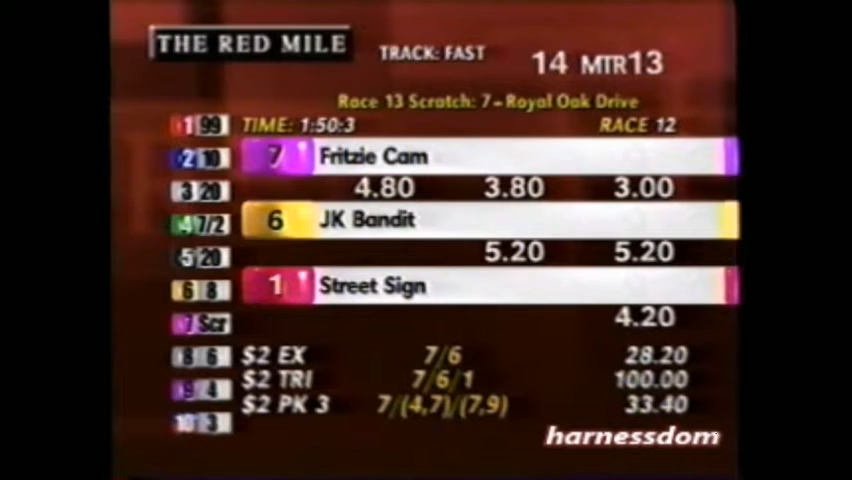 THE RED MILE
TRACK: FAST
14 MTR 13
Race 13 Scratch: 7-Royal Oak Drive
1 99 TIME: 1:50:3 RACE 12
2 10 7 Fritzie Cam
3 20 4.80 3.80 3.00
4 7/2 6 JK Bandit
5 20 5.20 5.20
6 8 1 Street Sign
7 Scr 4.20
8 6 $2 EX 7/6 28.20
9 4 $2 TRI 7/6/1 100.00
$2 PK 3 7/(4,7)/(7,9) 33.40
10 3
harnessdom